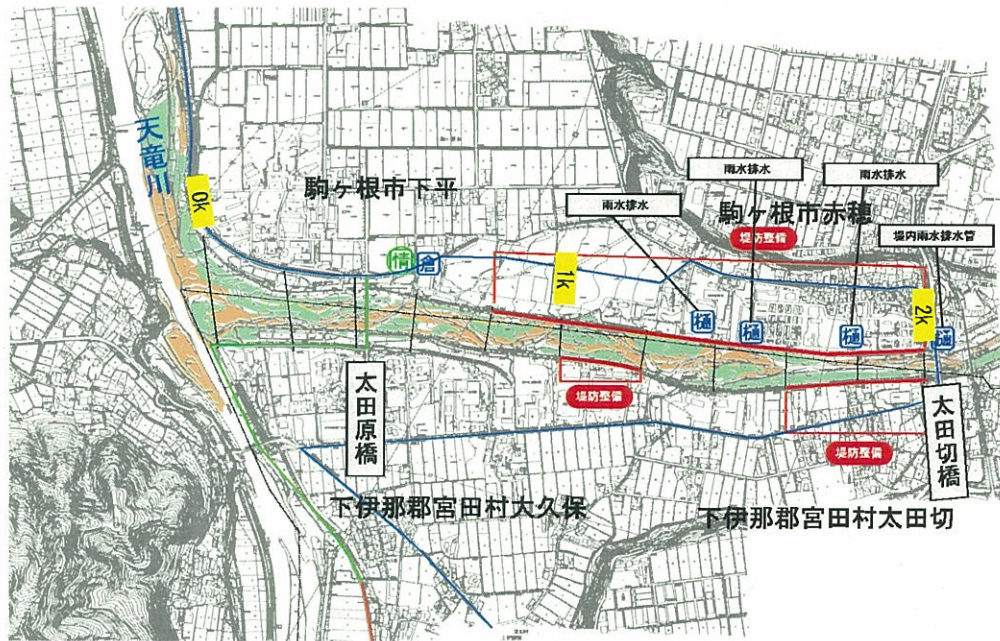 天竜川
0k
駒ヶ根市下平
情
倉
雨水排水
雨水排水
雨水排水
駒ヶ根市赤穂
堤防整備
堤内雨水排水管
1k
2k
樋
樋
樋
樋
太田原橋
堤防整備
堤防整備
太田切橋
下伊那郡宮田村大久保
下伊那郡宮田村太田切